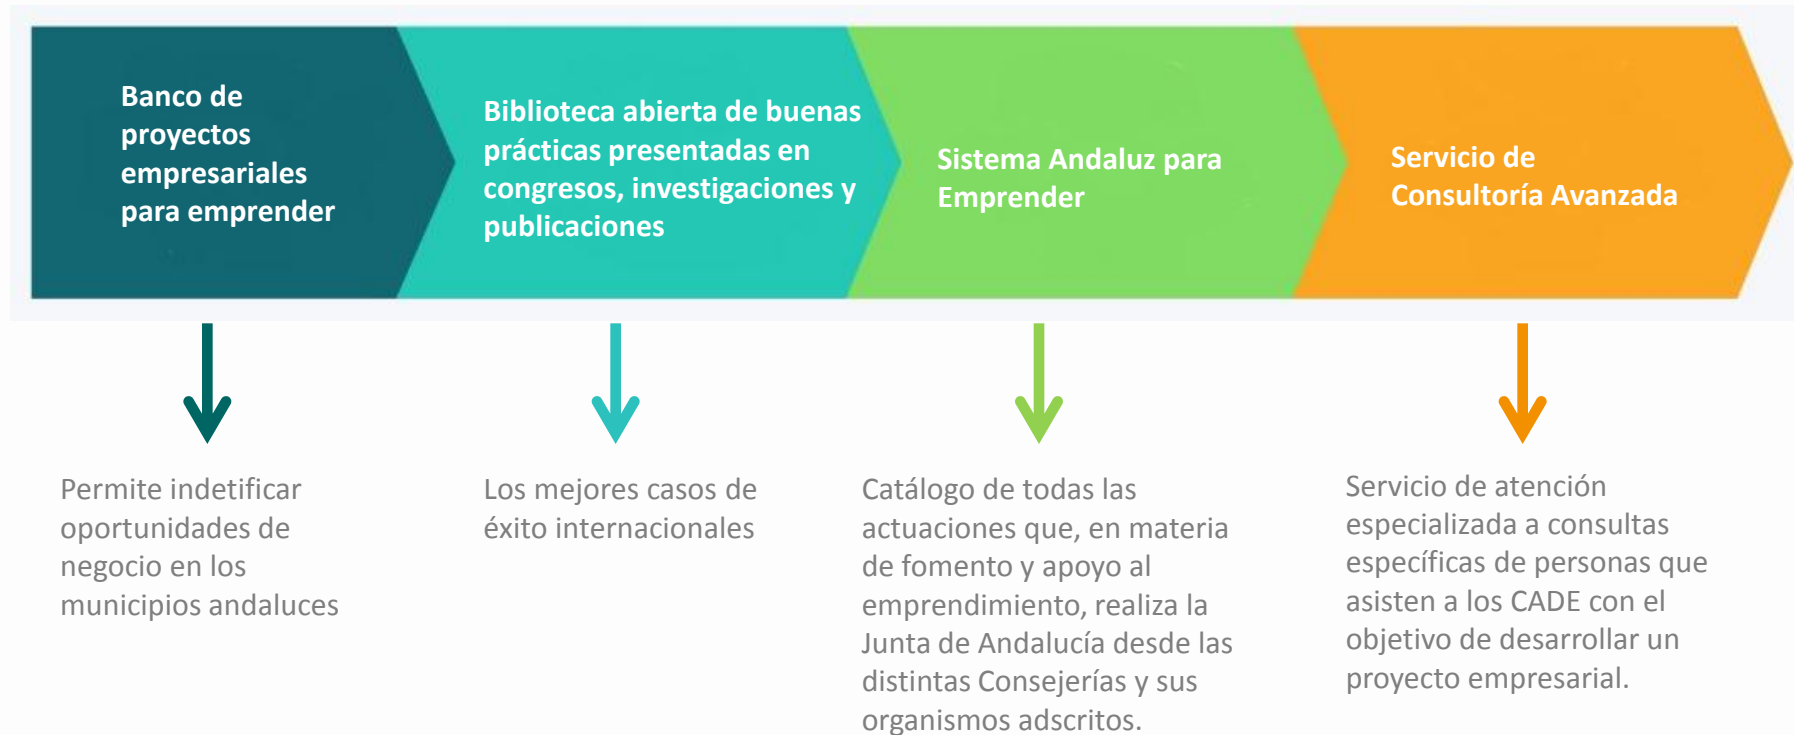 Banco de
proyectos
empresariales
para emprender
Biblioteca abierta de buenas
prácticas presentadas en
congresos, investigaciones y
publicaciones
Sistema Andaluz para
Emprender
Servicio de
Consultoría Avanzada
Permite indetificar
oportunidades de
negocio en los
municipios andaluces
Los mejores casos de
éxito internacionales
Catálogo de todas las
actuaciones que, en materia
de fomento y apoyo al
emprendimiento, realiza la
Junta de Andalucía desde las
distintas Consejerías y sus
organismos adscritos.
Servicio de atención
especializada a consultas
específicas de personas que
asisten a los CADE con el
objetivo de desarrollar un
proyecto empresarial.